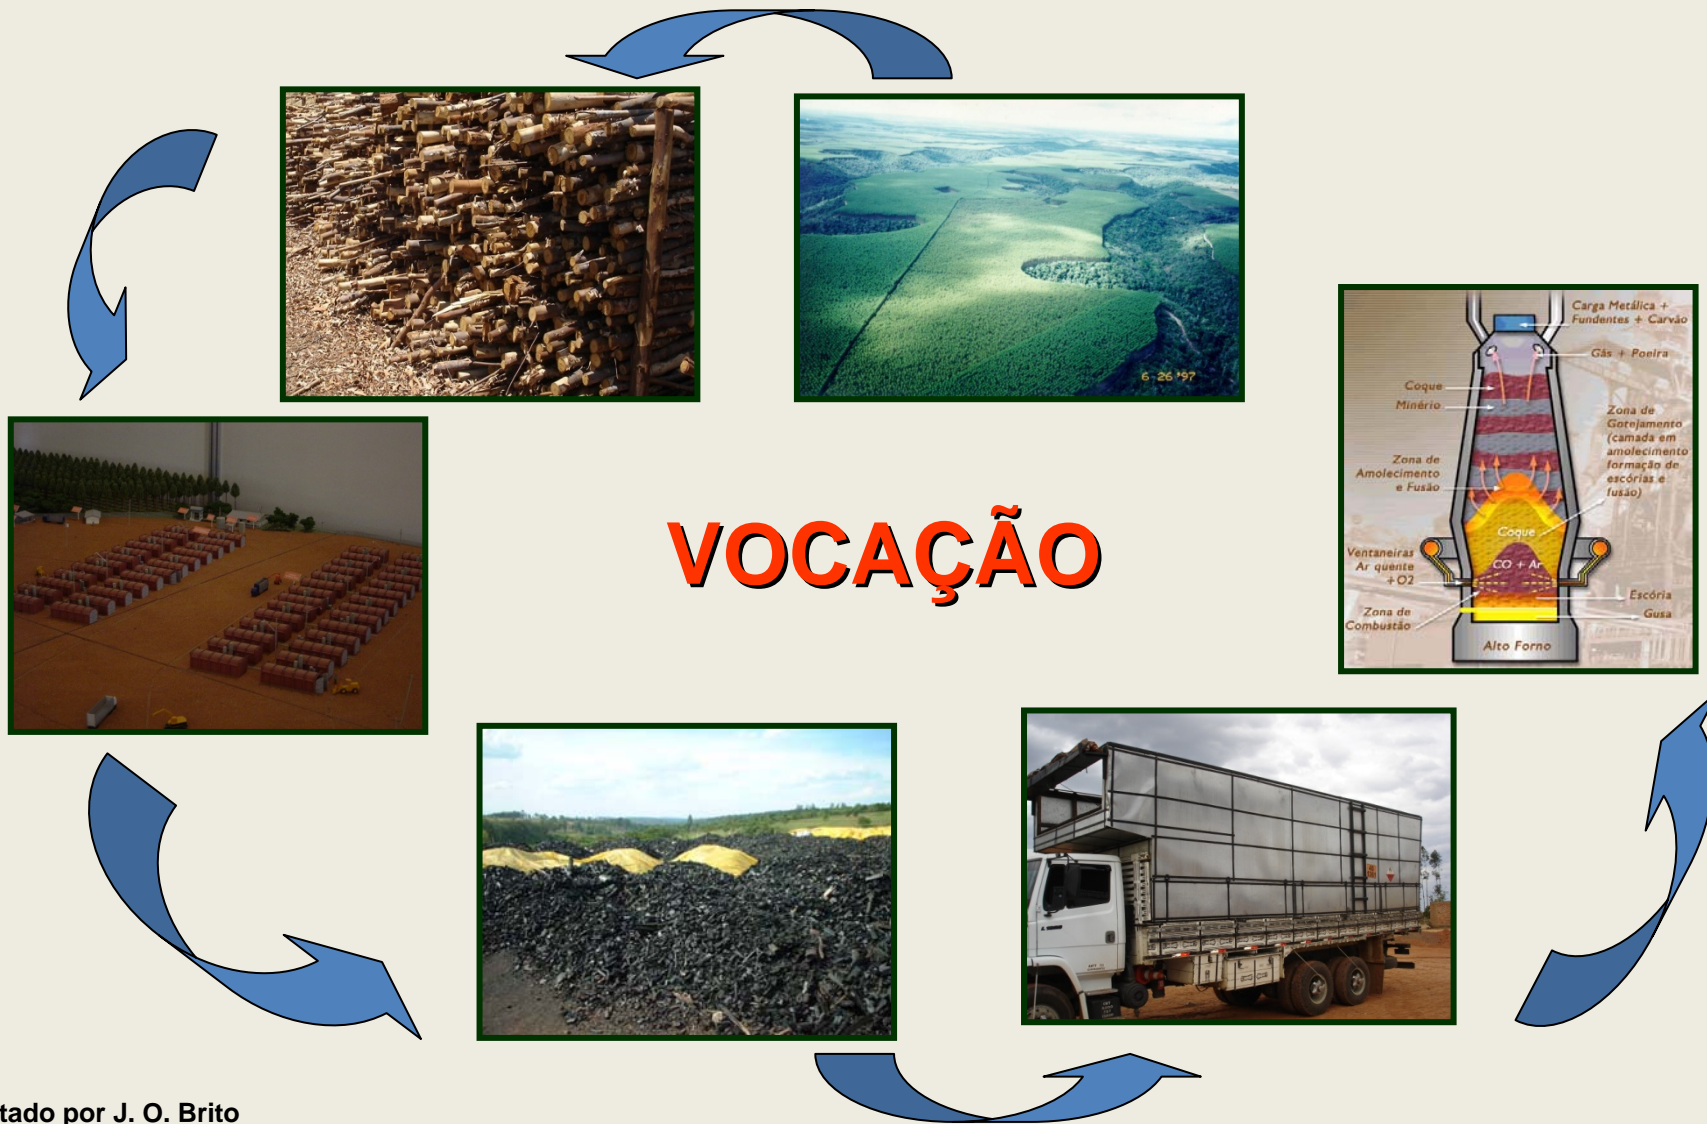 6 26 '97
Carga Metálica +
Fundentes + Carvão
Gás + Poeira
Coque
Minério
Zona de
Gotejamento
(camada em
amolecimento
formação de
escórias e
fusão)
Zona de
Amolecimento
e Fusão
VOCAÇÃO
Coque
Ventaneiras
Ar quente
+O2
CO + Ar
Escória
Gusa
Zona de
Combustão
Alto Forno
tado por J. O. Brito